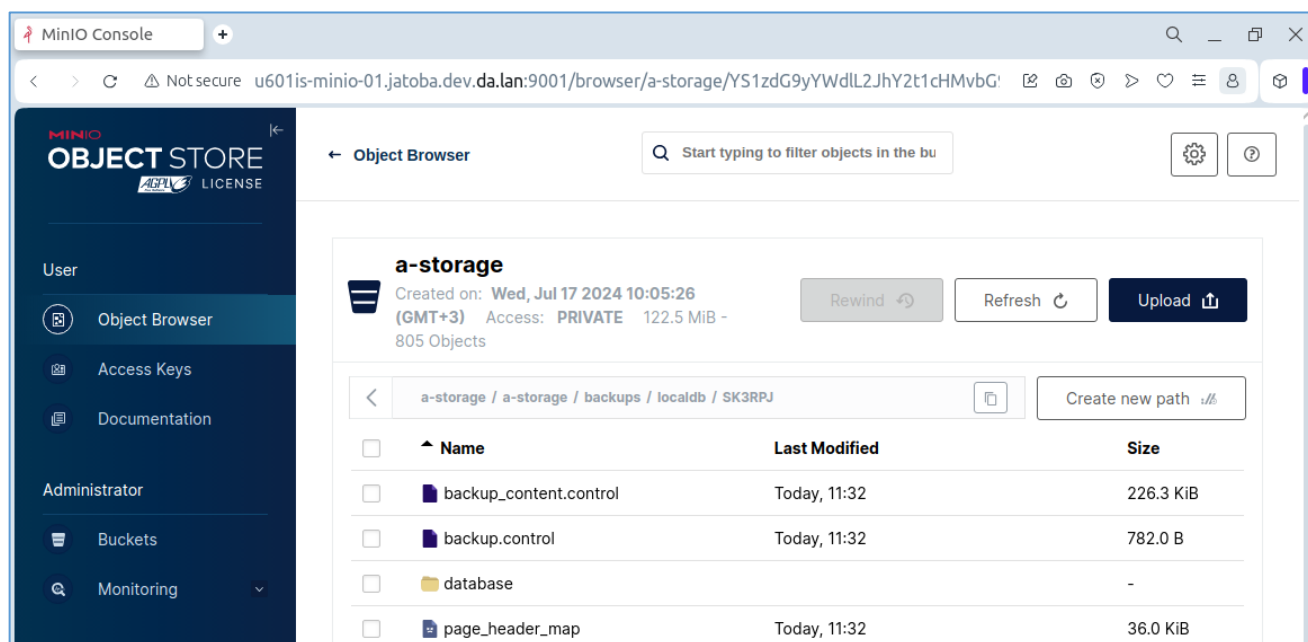 MinIO Console
Not secure u601is-minio-01.jatoba.dev.da.lan:9001/browser/a-storage/YS1zdG9yYWdlL2JhY2t1cHMvbG
MINIO
OBJECT STORE
AGPLV3 LICENSE
← Object Browser
Start typing to filter objects in the bu
User
Object Browser
Access Keys
Documentation
Administrator
Buckets
Monitoring
a-storage
Created on: Wed, Jul 17 2024 10:05:26
(GMT+3) Access: PRIVATE 122.5 MiB -
805 Objects
Rewind
Refresh
Upload
a-storage / a-storage / backups / localdb / SK3RPJ
Create new path
Name Last Modified Size
backup_content.control Today, 11:32 226.3 KiB
backup.control Today, 11:32 782.0 B
database -
page_header_map Today, 11:32 36.0 KiB